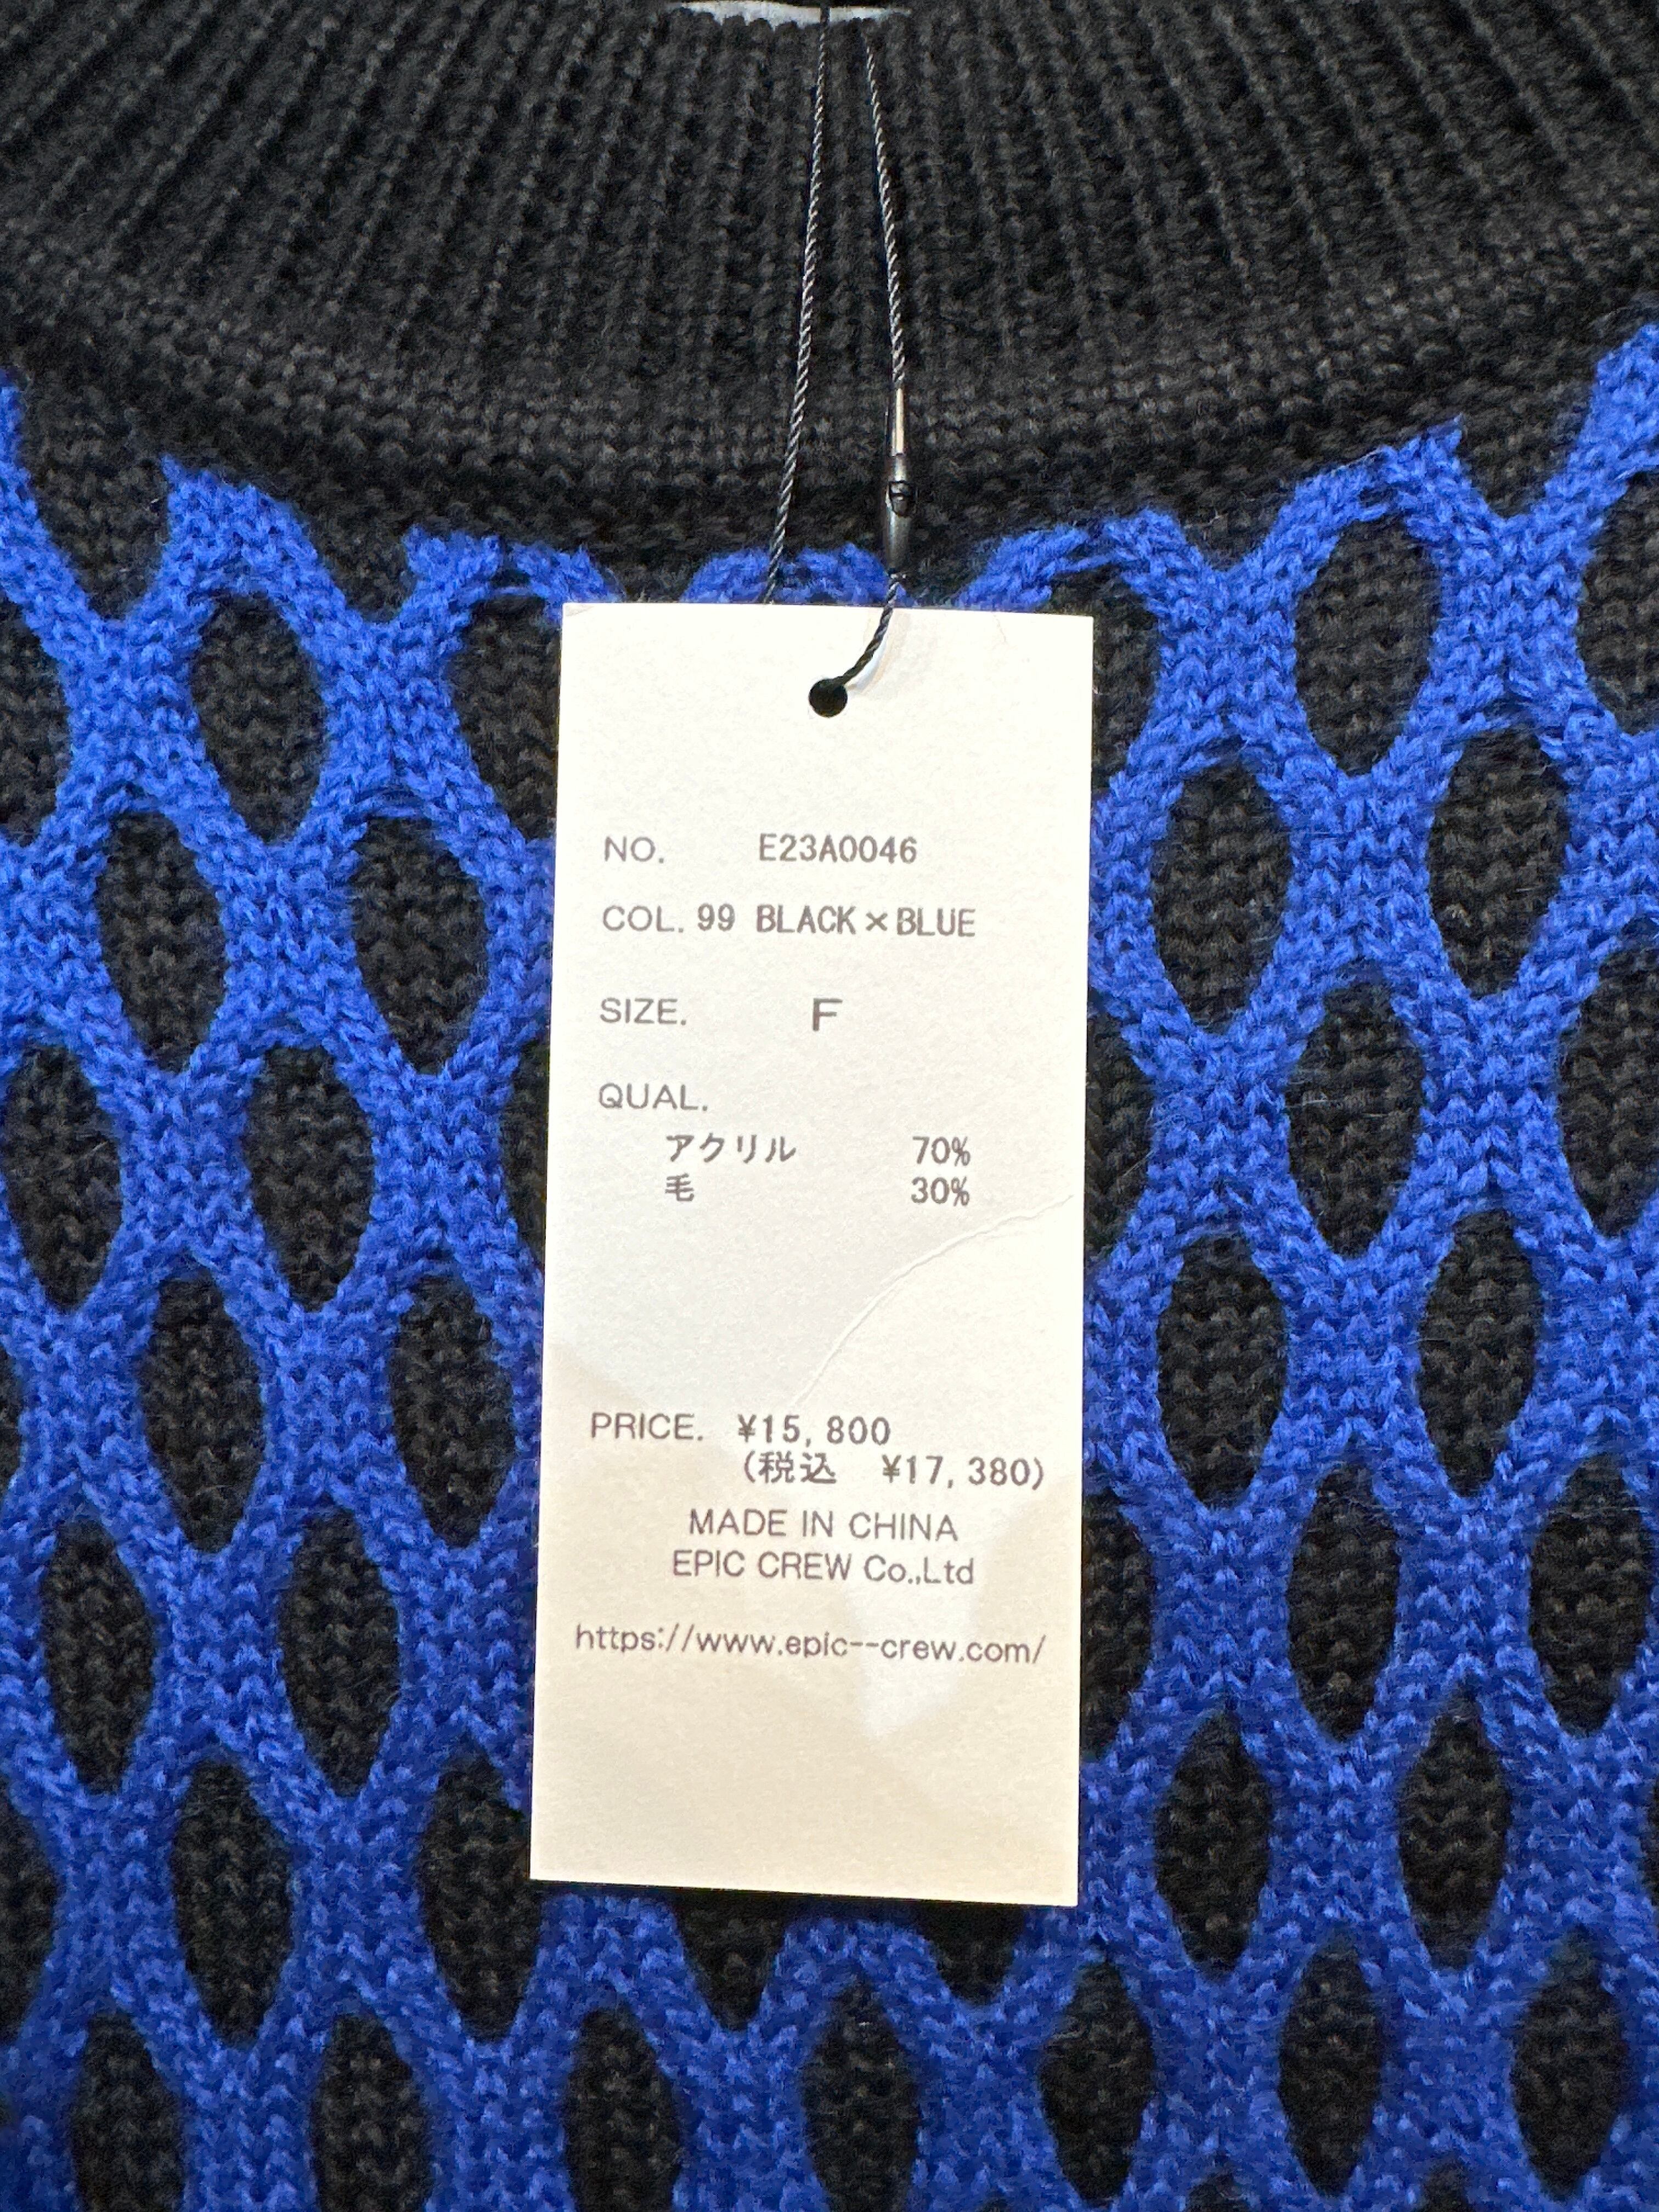 NO. E23A0046
COL. 99 BLACK×BLUE
SIZE. F
QUAL.
アクリル 70%
毛 30%
PRICE. ¥15,800
(税込 ¥17,380)
MADE IN CHINA
EPIC CREW Co.,Ltd
https://www.epic--crew.com/